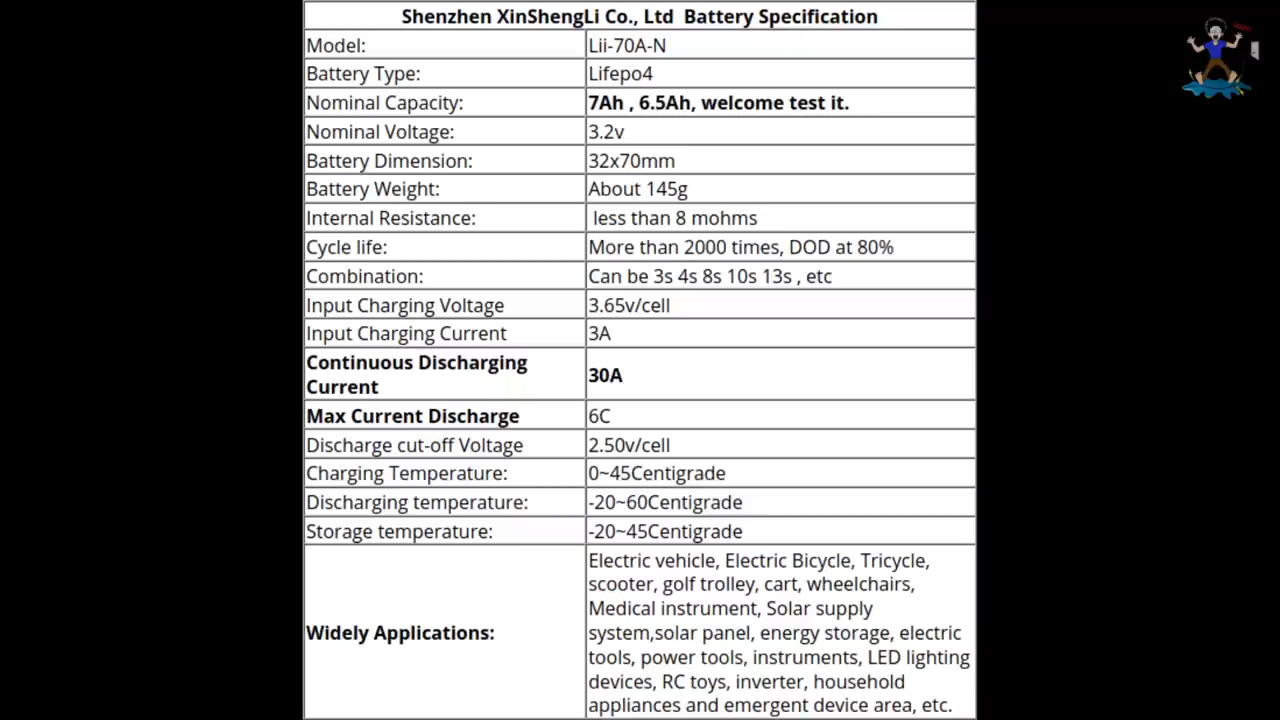 Shenzhen XinShengLi Co., Ltd  Battery Specification
Model: Lii-70A-N
Battery Type: Lifepo4
Nominal Capacity: 7Ah , 6.5Ah, welcome test it.
Nominal Voltage: 3.2v
Battery Dimension: 32x70mm
Battery Weight: About 145g
Internal Resistance: less than 8 mohms
Cycle life: More than 2000 times, DOD at 80%
Combination: Can be 3s 4s 8s 10s 13s , etc
Input Charging Voltage 3.65v/cell
Input Charging Current 3A
Continuous Discharging
Current
30A
Max Current Discharge 6C
Discharge cut-off Voltage 2.50v/cell
Charging Temperature: 0~45Centigrade
Discharging temperature: -20~60Centigrade
Storage temperature: -20~45Centigrade
Widely Applications:
Electric vehicle, Electric Bicycle, Tricycle,
scooter, golf trolley, cart, wheelchairs,
Medical instrument, Solar supply
system,solar panel, energy storage, electric
tools, power tools, instruments, LED lighting
devices, RC toys, inverter, household
appliances and emergent device area, etc.